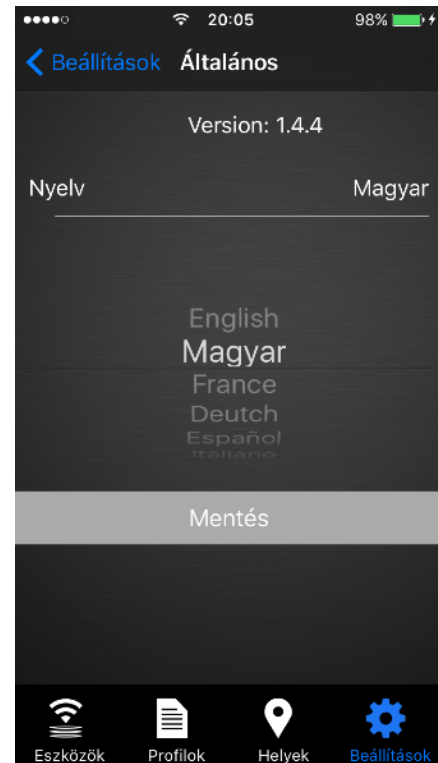 20:05 98%
Beállítások Általános
Version: 1.4.4
Nyelv Magyar
English
Magyar
France
Deutch
Español
Italiano
Mentés
Eszközök Profilok Helyek Beállítások